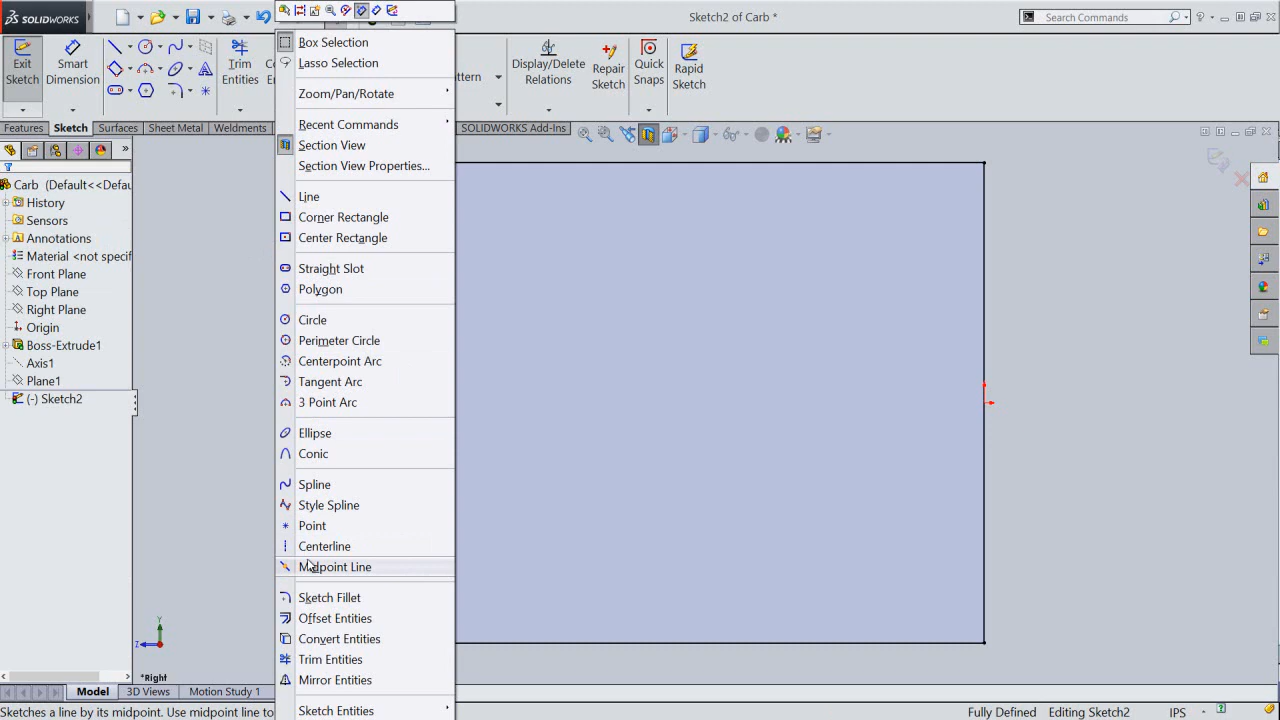 SOLIDWORKS
Sketch2 of Carb
Search Commands
Exit Sketch
Smart Dimension
Trim Entities
Display/Delete Relations
Repair Sketch
Quick Snaps
Rapid Sketch
Features
Sketch
Surfaces
Sheet Metal
Weldments
SOLIDWORKS Add-Ins
Carb (Default<<Defau
History
Sensors
Annotations
Material <not specif
Front Plane
Top Plane
Right Plane
Origin
Boss-Extrude1
Axis1
Plane1
(-) Sketch2
Box Selection
Lasso Selection
Zoom/Pan/Rotate
Recent Commands
Section View
Section View Properties...
Line
Corner Rectangle
Center Rectangle
Straight Slot
Polygon
Circle
Perimeter Circle
Centerpoint Arc
Tangent Arc
3 Point Arc
Ellipse
Conic
Spline
Style Spline
Point
Centerline
Midpoint Line
Sketch Fillet
Offset Entities
Convert Entities
Trim Entities
Mirror Entities
Sketch Entities
Y
Z
*Right
Model
3D Views
Motion Study 1
Sketches a line by its midpoint. Use midpoint line to
Fully Defined
Editing Sketch2
IPS